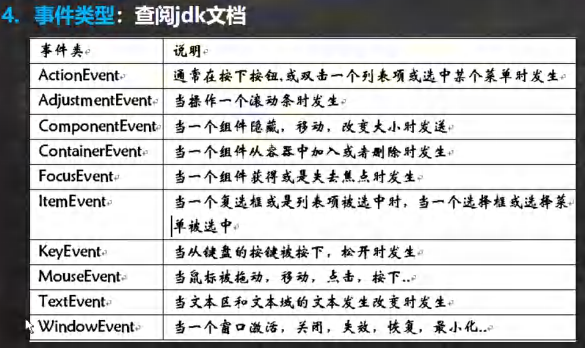 4. 事件类型：查阅jdk文档
事件类 说明
ActionEvent 通常在按下按钮,或双击一个列表项或选中某个菜单时发生
AdjustmentEvent 当操作一个滚动条时发生
ComponentEvent 当一个组件隐藏，移动，改变大小时发送
ContainerEvent 当一个组件从容器中加入或者删除时发生
FocusEvent 当一个组件获得或是失去焦点时发生
ItemEvent 当一个复选框或是列表项被选中时，当一个选择框或选择菜
单被选中
KeyEvent 当从键盘的按键被按下，松开时发生
MouseEvent 当鼠标被拖动，移动，点击，按下..
TextEvent 当文本区和文本域的文本发生改变时发生
WindowEvent 当一个窗口激活，关闭，失效，恢复，最小化..